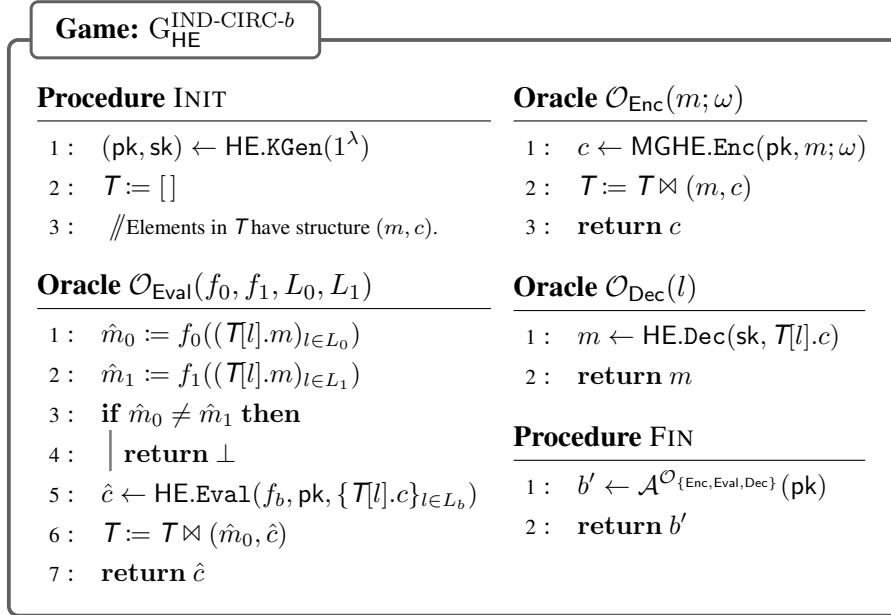 Game: G_HE^IND-CIRC-b
Procedure INIT
1 : (pk, sk) ← HE.KGen(1^λ)
2 : T := [ ]
3 : // Elements in T have structure (m, c).
Oracle O_Eval(f_0, f_1, L_0, L_1)
1 : m̂_0 := f_0((T[l].m)_{l∈L_0})
2 : m̂_1 := f_1((T[l].m)_{l∈L_1})
3 : if m̂_0 ≠ m̂_1 then
4 : return ⊥
5 : ĉ ← HE.Eval(f_b, pk, {T[l].c}_{l∈L_b})
6 : T := T ⋈ (m̂_0, ĉ)
7 : return ĉ
Oracle O_Enc(m; ω)
1 : c ← MGHE.Enc(pk, m; ω)
2 : T := T ⋈ (m, c)
3 : return c
Oracle O_Dec(l)
1 : m ← HE.Dec(sk, T[l].c)
2 : return m
Procedure FIN
1 : b′ ← A^{O_{Enc,Eval,Dec}}(pk)
2 : return b′